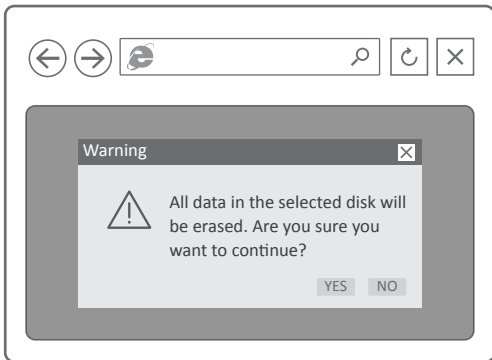 Warning
All data in the selected disk will
be erased. Are you sure you
want to continue?
YES NO